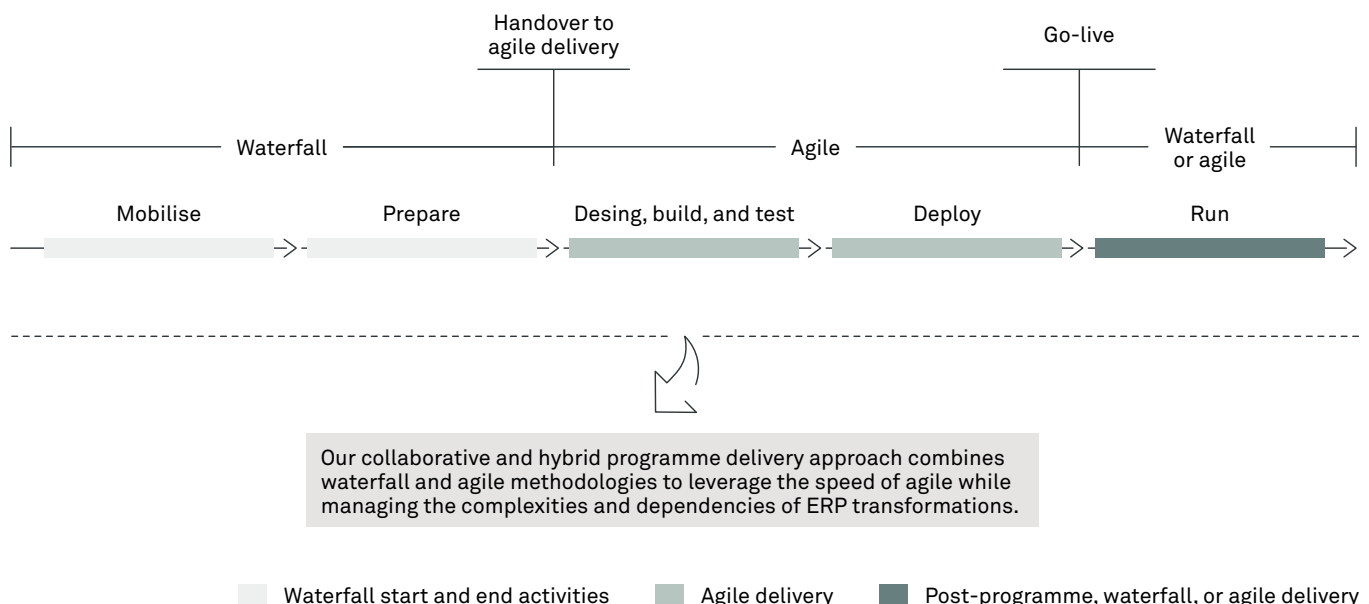 Handover to
agile delivery
Go-live
Waterfall
Agile
Waterfall
or agile
Mobilise
Prepare
Desing, build, and test
Deploy
Run
Our collaborative and hybrid programme delivery approach combines
waterfall and agile methodologies to leverage the speed of agile while
managing the complexities and dependencies of ERP transformations.
Waterfall start and end activities
Agile delivery
Post-programme, waterfall, or agile delivery